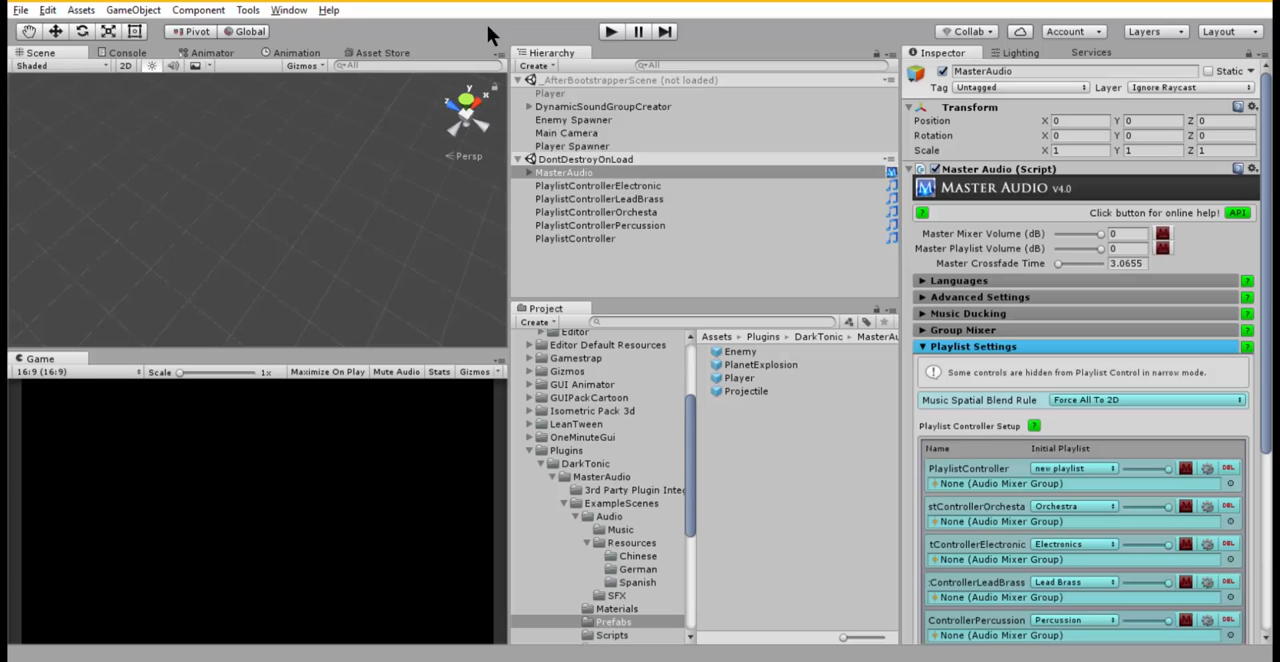 File Edit Assets GameObject Component Tools Window Help
Pivot Global Collab Account Layers Layout
Scene Console Animator Animation Asset Store
Shaded 2D Gizmos All
y
x
z
Persp
Game
16:9 (16:9) Scale 1x Maximize On Play Mute Audio Stats Gizmos
Hierarchy
Create All
_AfterBootstrapperScene (not loaded)
Player
DynamicSoundGroupCreator
Enemy Spawner
Main Camera
Player Spawner
DontDestroyOnLoad
MasterAudio
PlaylistControllerElectronic
PlaylistControllerLeadBrass
PlaylistControllerOrchesta
PlaylistControllerPercussion
PlaylistController
Project
Create
Editor
Editor Default Resources
Gamestrap
Gizmos
GUI Animator
GUIPackCartoon
Isometric Pack 3d
LeanTween
OneMinuteGui
Plugins
DarkTonic
MasterAudio
3rd Party Plugin Integ
ExampleScenes
Audio
Music
Resources
Chinese
German
Spanish
SFX
Materials
Prefabs
Scripts
Assets Plugins DarkTonic MasterAu
Enemy
PlanetExplosion
Player
Projectile
Inspector Lighting Services
MasterAudio Static
Tag Untagged Layer Ignore Raycast
Transform
Position X 0 Y 0 Z 0
Rotation X 0 Y 0 Z 0
Scale X 1 Y 1 Z 1
Master Audio (Script)
MASTER AUDIO V4.0
? Click button for online help! API
Master Mixer Volume (dB) 0
Master Playlist Volume (dB) 0
Master Crossfade Time 3.0655
Languages ?
Advanced Settings ?
Music Ducking ?
Group Mixer ?
Playlist Settings ?
Some controls are hidden from Playlist Control in narrow mode.
Music Spatial Blend Rule Force All To 2D
Playlist Controller Setup ?
Name Initial Playlist
PlaylistController new playlist DEL
None (Audio Mixer Group)
stControllerOrchesta Orchestra DEL
None (Audio Mixer Group)
tControllerElectronic Electronics DEL
None (Audio Mixer Group)
:ControllerLeadBrass Lead Brass DEL
None (Audio Mixer Group)
ControllerPercussion Percussion DEL
None (Audio Mixer Group)